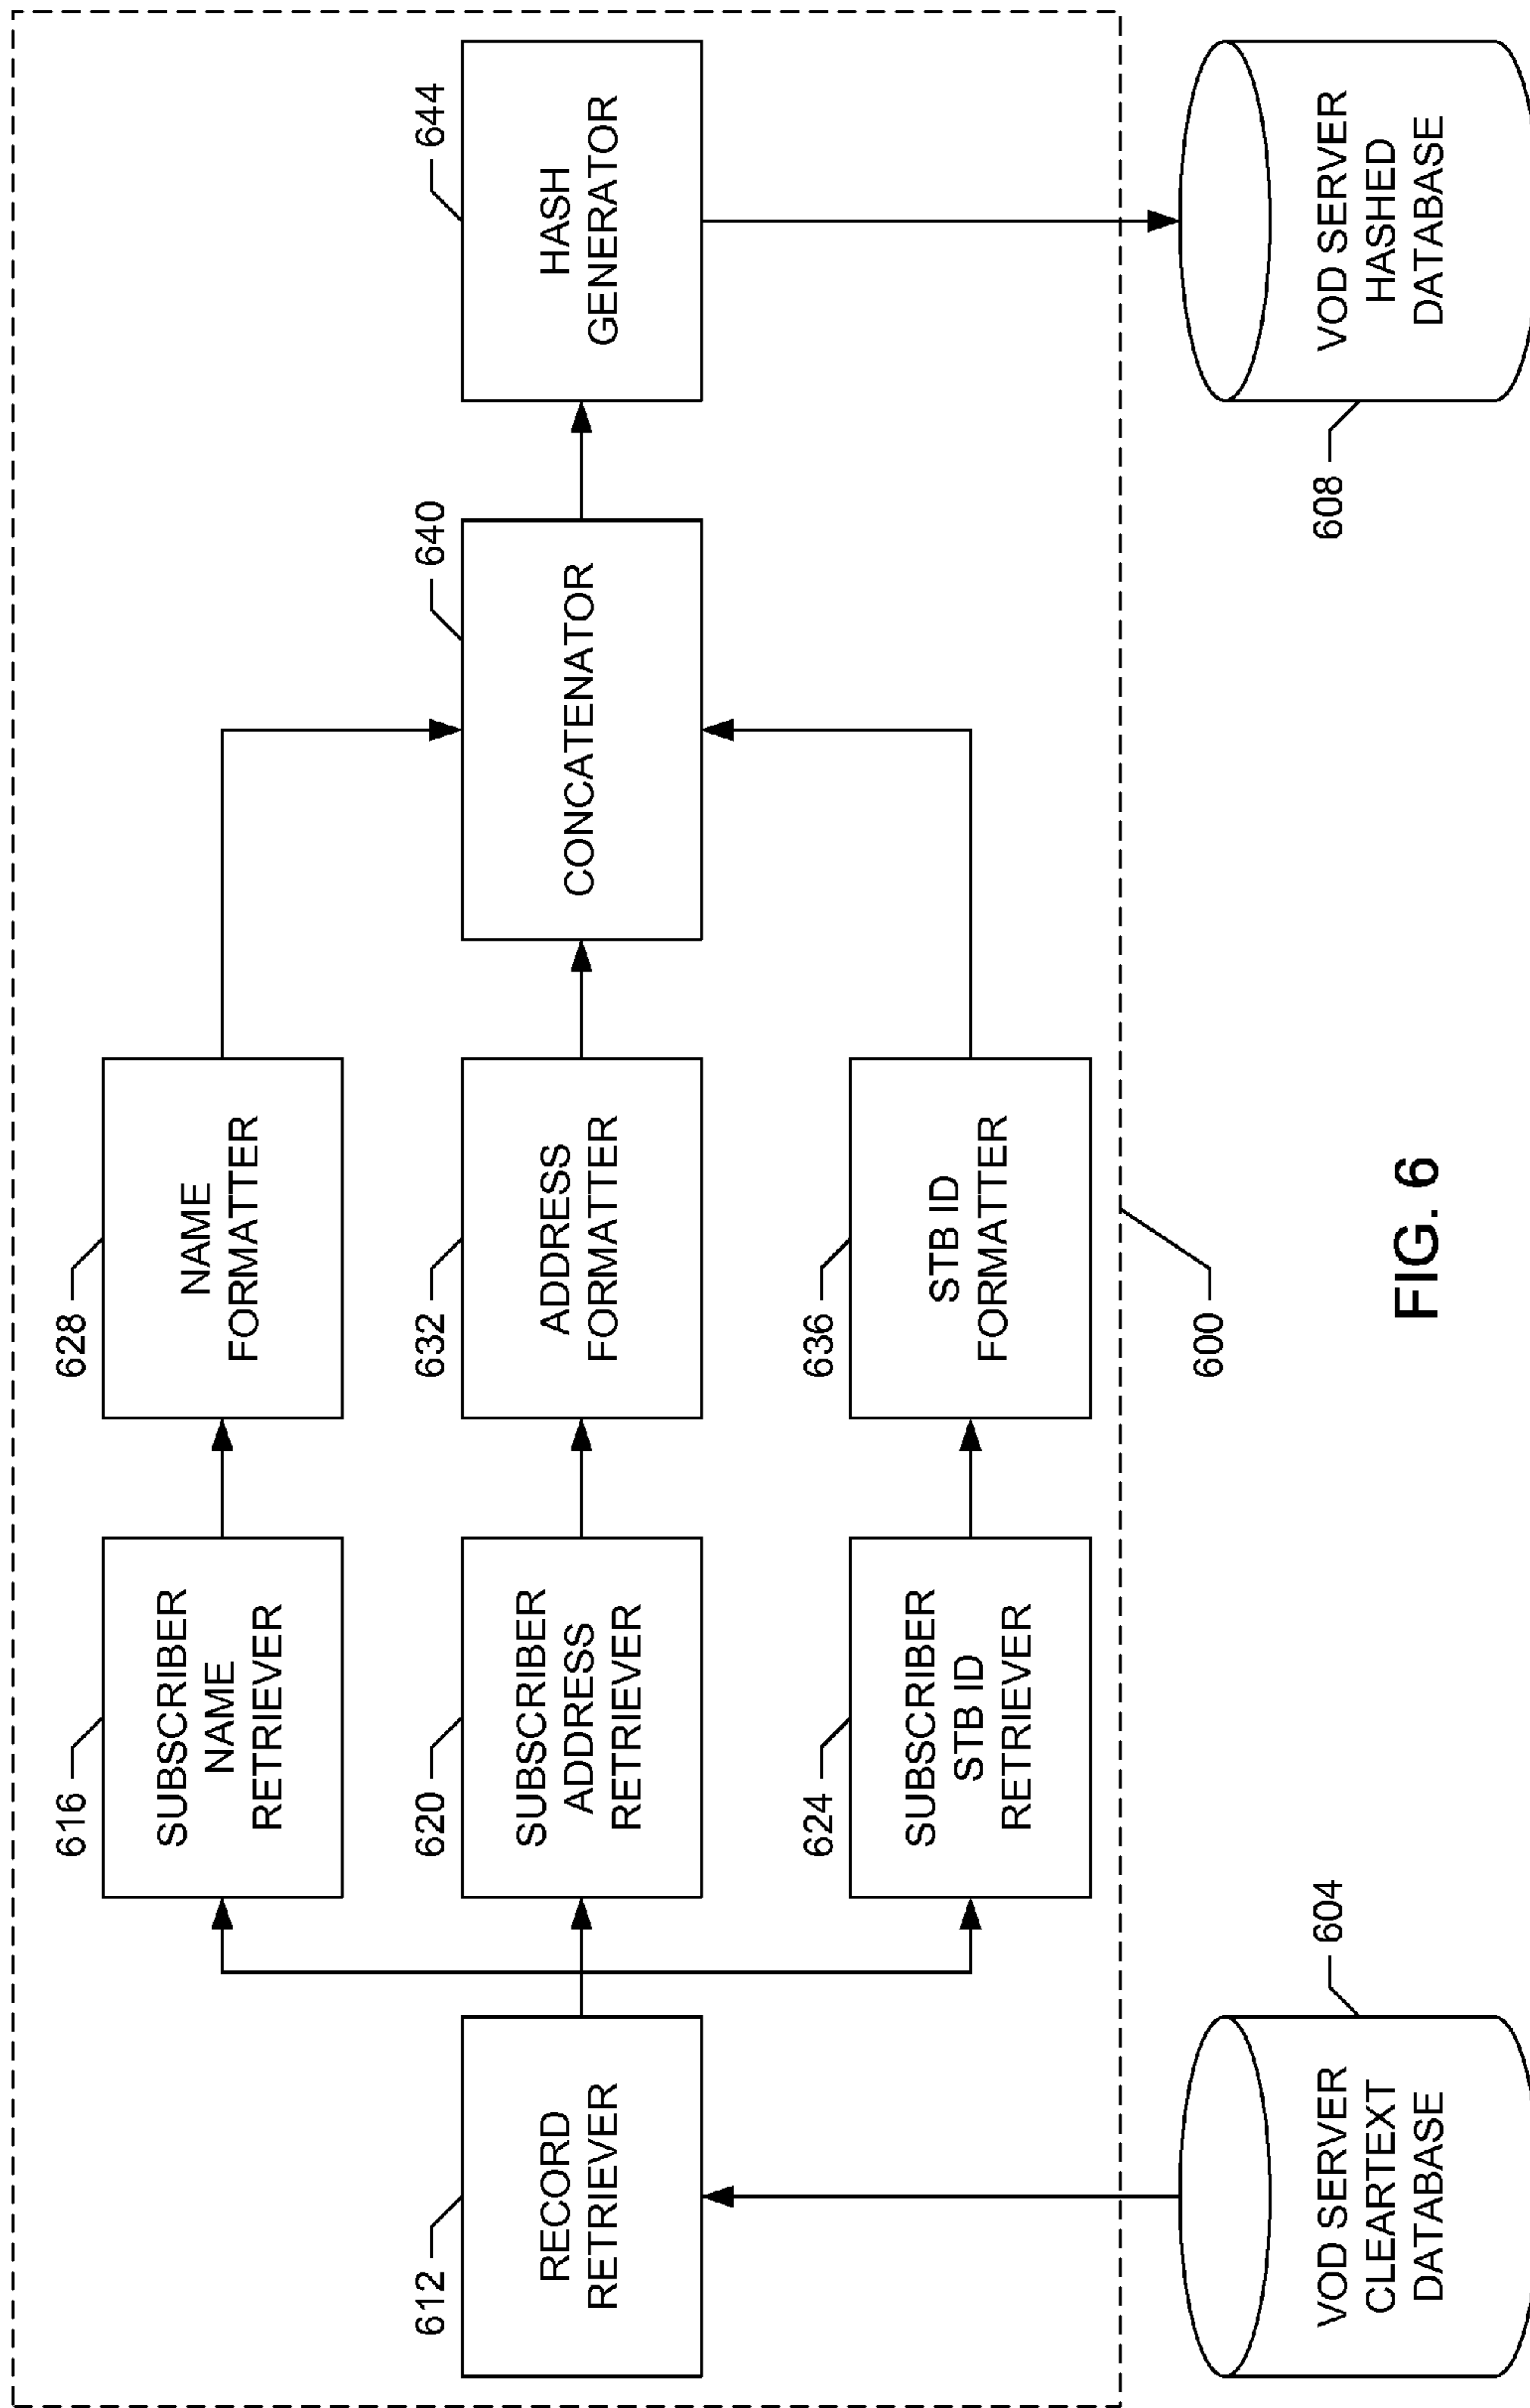 616
SUBSCRIBER
NAME
RETRIEVER
628
NAME
FORMATTER
612
RECORD
RETRIEVER
620
SUBSCRIBER
ADDRESS
RETRIEVER
632
ADDRESS
FORMATTER
640
CONCATENATOR
644
HASH
GENERATOR
624
SUBSCRIBER
STB ID
RETRIEVER
636
STB ID
FORMATTER
600
VOD SERVER
CLEARTEXT
DATABASE
604
608
VOD SERVER
HASHED
DATABASE
FIG. 6